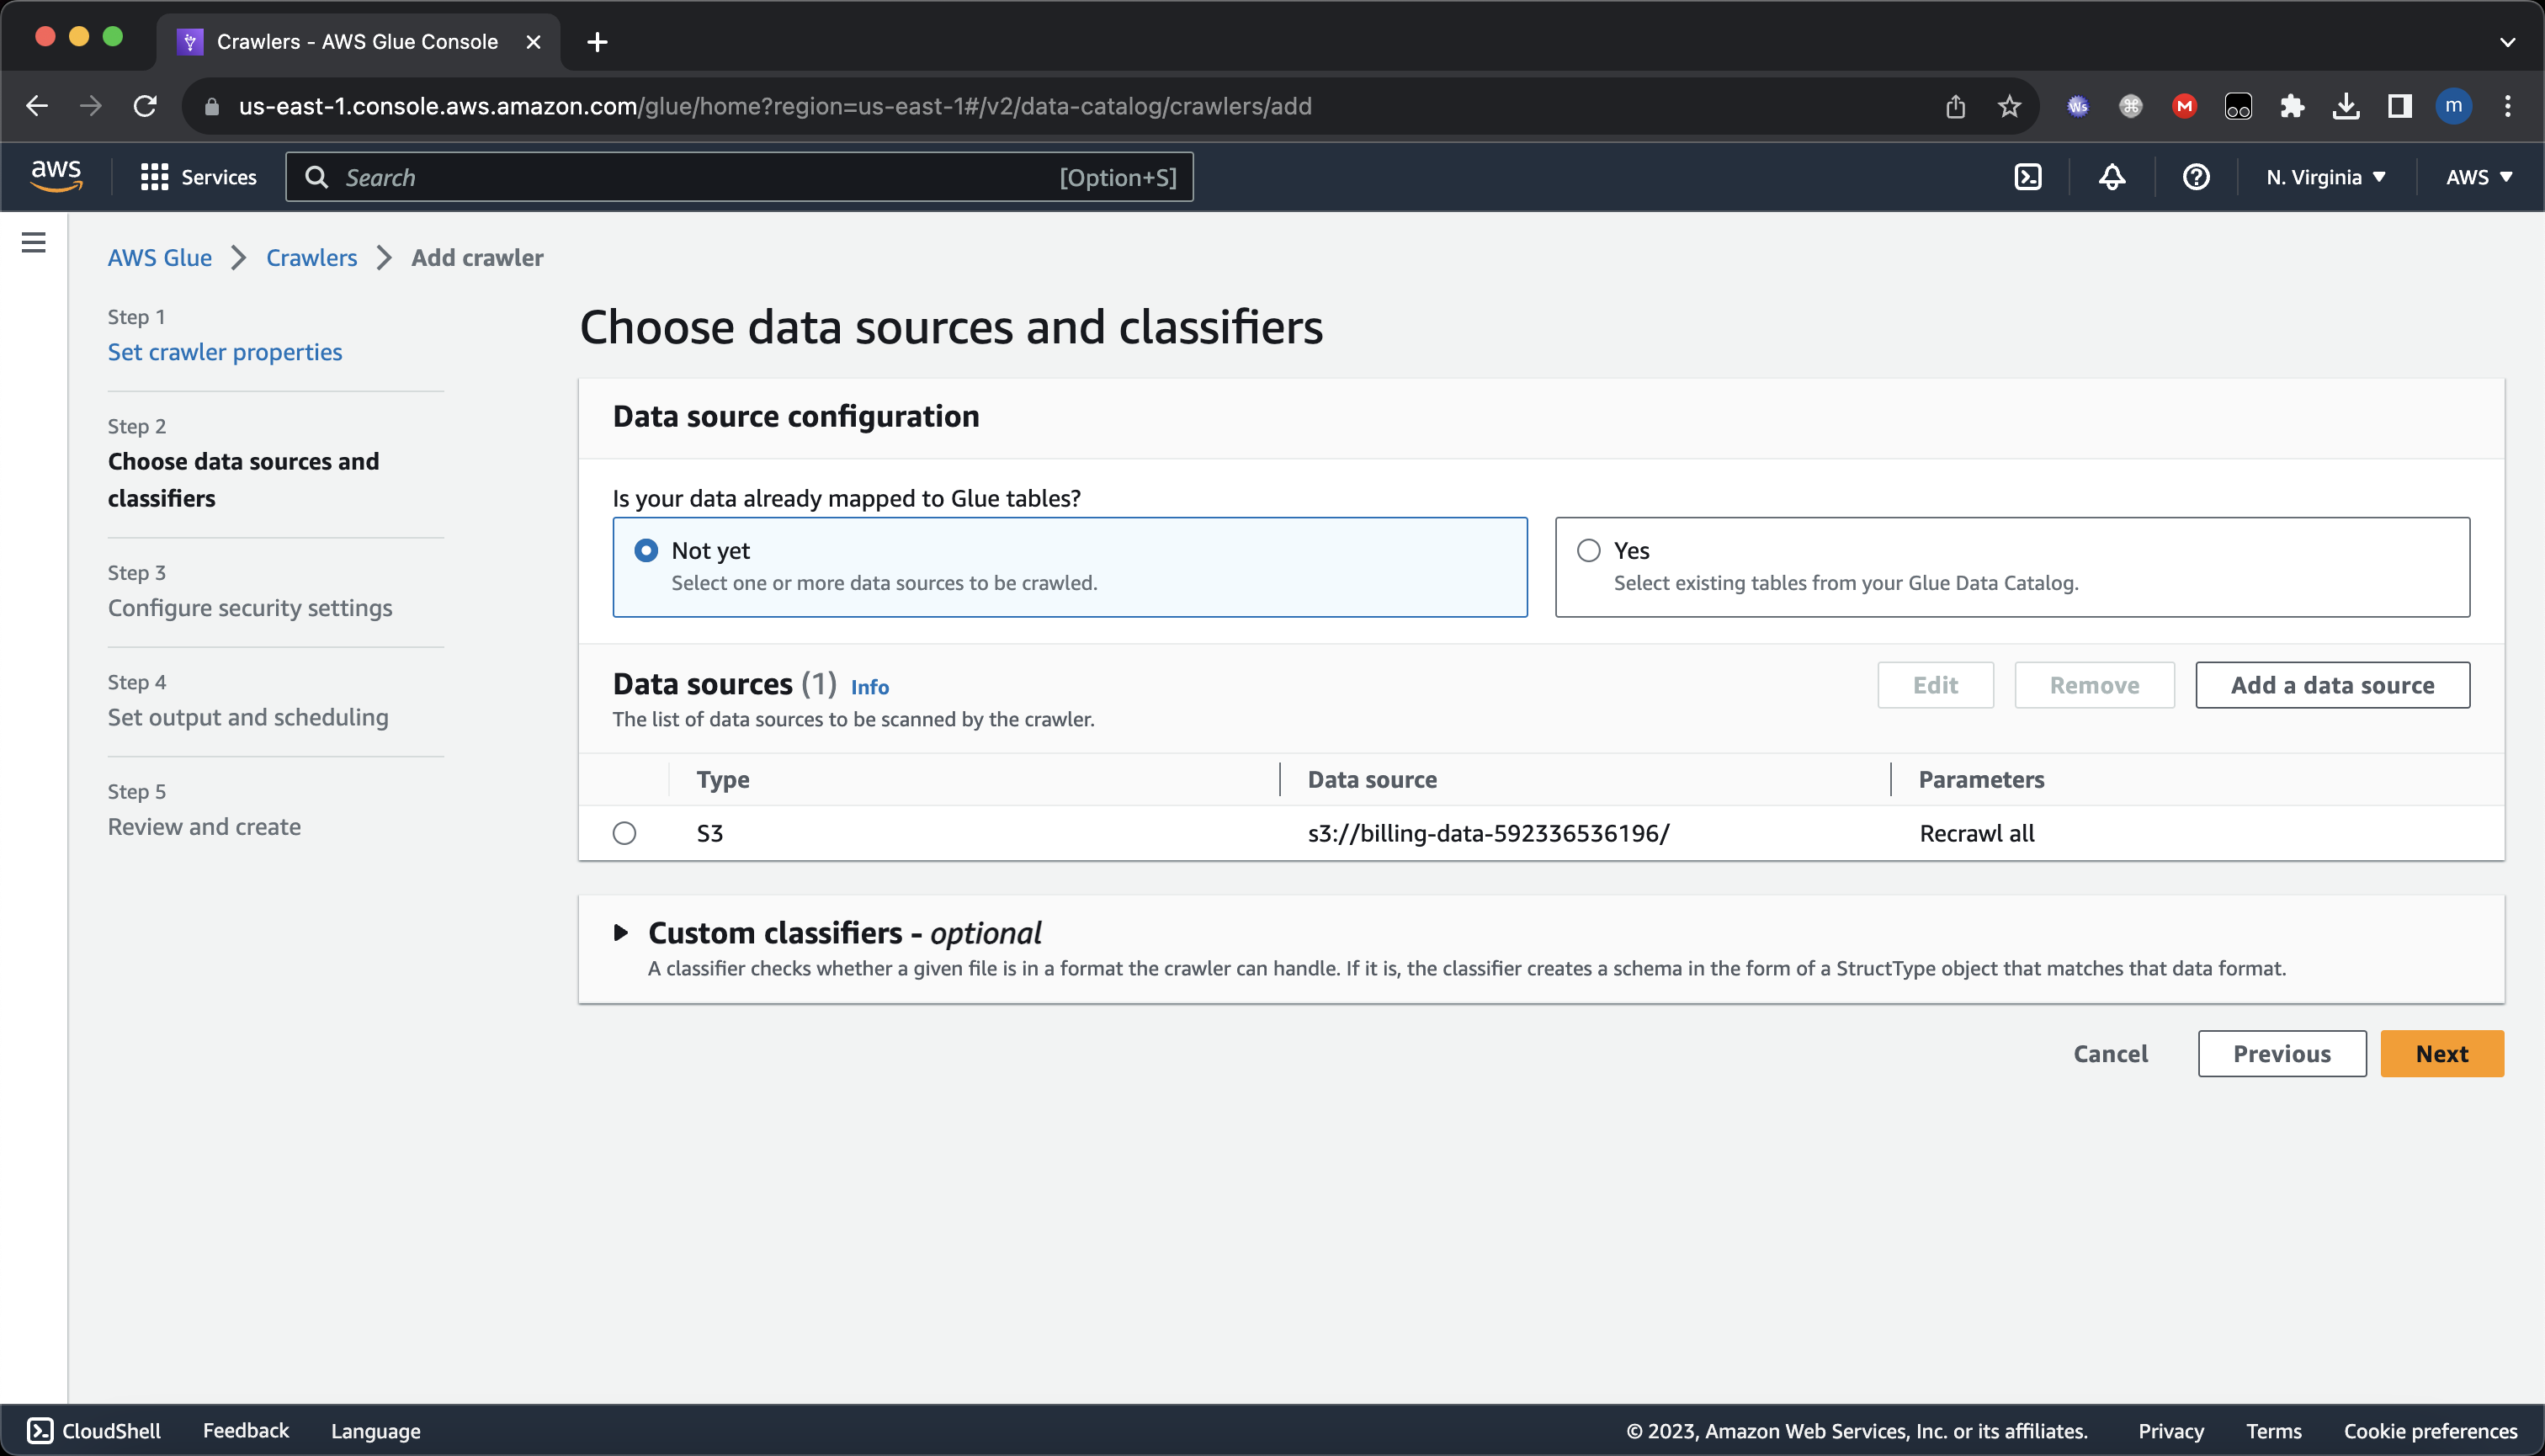 Crawlers - AWS Glue Console
us-east-1.console.aws.amazon.com/glue/home?region=us-east-1#/v2/data-catalog/crawlers/add
Ws
M
m
aws
Services
Search
[Option+S]
N. Virginia
AWS
AWS Glue
Crawlers
Add crawler
Step 1
Set crawler properties
Step 2
Choose data sources and
classifiers
Step 3
Configure security settings
Step 4
Set output and scheduling
Step 5
Review and create
Choose data sources and classifiers
Data source configuration
Is your data already mapped to Glue tables?
Not yet
Select one or more data sources to be crawled.
Yes
Select existing tables from your Glue Data Catalog.
Data sources (1) Info
The list of data sources to be scanned by the crawler.
Edit
Remove
Add a data source
Type
Data source
Parameters
S3
s3://billing-data-592336536196/
Recrawl all
Custom classifiers - optional
A classifier checks whether a given file is in a format the crawler can handle. If it is, the classifier creates a schema in the form of a StructType object that matches that data format.
Cancel
Previous
Next
CloudShell
Feedback
Language
© 2023, Amazon Web Services, Inc. or its affiliates.
Privacy
Terms
Cookie preferences